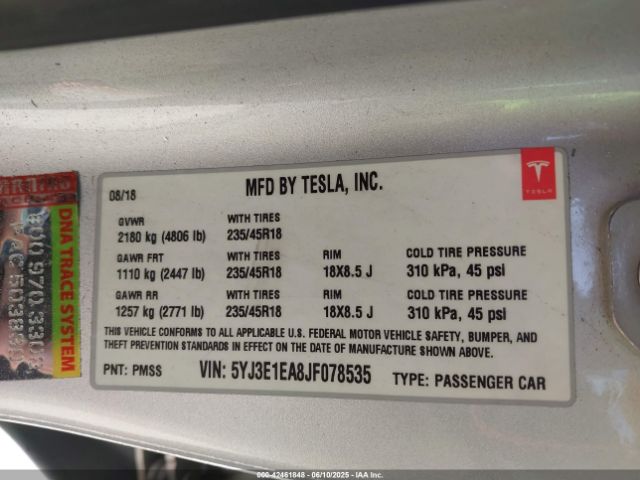 08/18
MFD BY TESLA, INC.
TESLA
GVWR WITH TIRES
2180 kg (4806 lb) 235/45R18
GAWR FRT WITH TIRES RIM COLD TIRE PRESSURE
1110 kg (2447 lb) 235/45R18 18X8.5 J 310 kPa, 45 psi
GAWR RR WITH TIRES RIM COLD TIRE PRESSURE
1257 kg (2771 lb) 235/45R18 18X8.5 J 310 kPa, 45 psi
THIS VEHICLE CONFORMS TO ALL APPLICABLE U.S. FEDERAL MOTOR VEHICLE SAFETY, BUMPER, AND
THEFT PREVENTION STANDARDS IN EFFECT ON THE DATE OF MANUFACTURE SHOWN ABOVE.
PNT: PMSS VIN: 5YJ3E1EA8JF078535 TYPE: PASSENGER CAR
DNA TRACE SYSTEM
000-42461848 - 06/10/2025 - IAA Inc.